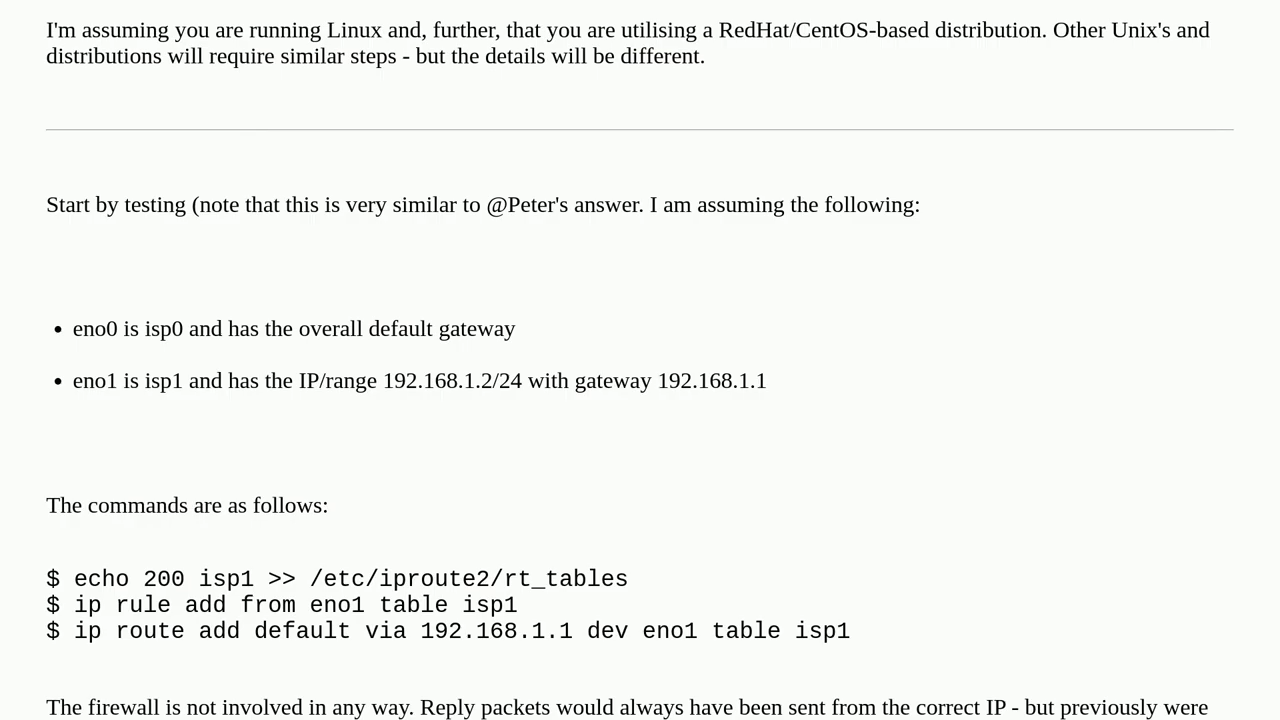 I'm assuming you are running Linux and, further, that you are utilising a RedHat/CentOS-based distribution. Other Unix's and
distributions will require similar steps - but the details will be different.
Start by testing (note that this is very similar to @Peter's answer. I am assuming the following:
• eno0 is isp0 and has the overall default gateway
• eno1 is isp1 and has the IP/range 192.168.1.2/24 with gateway 192.168.1.1
The commands are as follows:
$ echo 200 isp1 >> /etc/iproute2/rt_tables
$ ip rule add from eno1 table isp1
$ ip route add default via 192.168.1.1 dev eno1 table isp1
The firewall is not involved in any way. Reply packets would always have been sent from the correct IP - but previously were